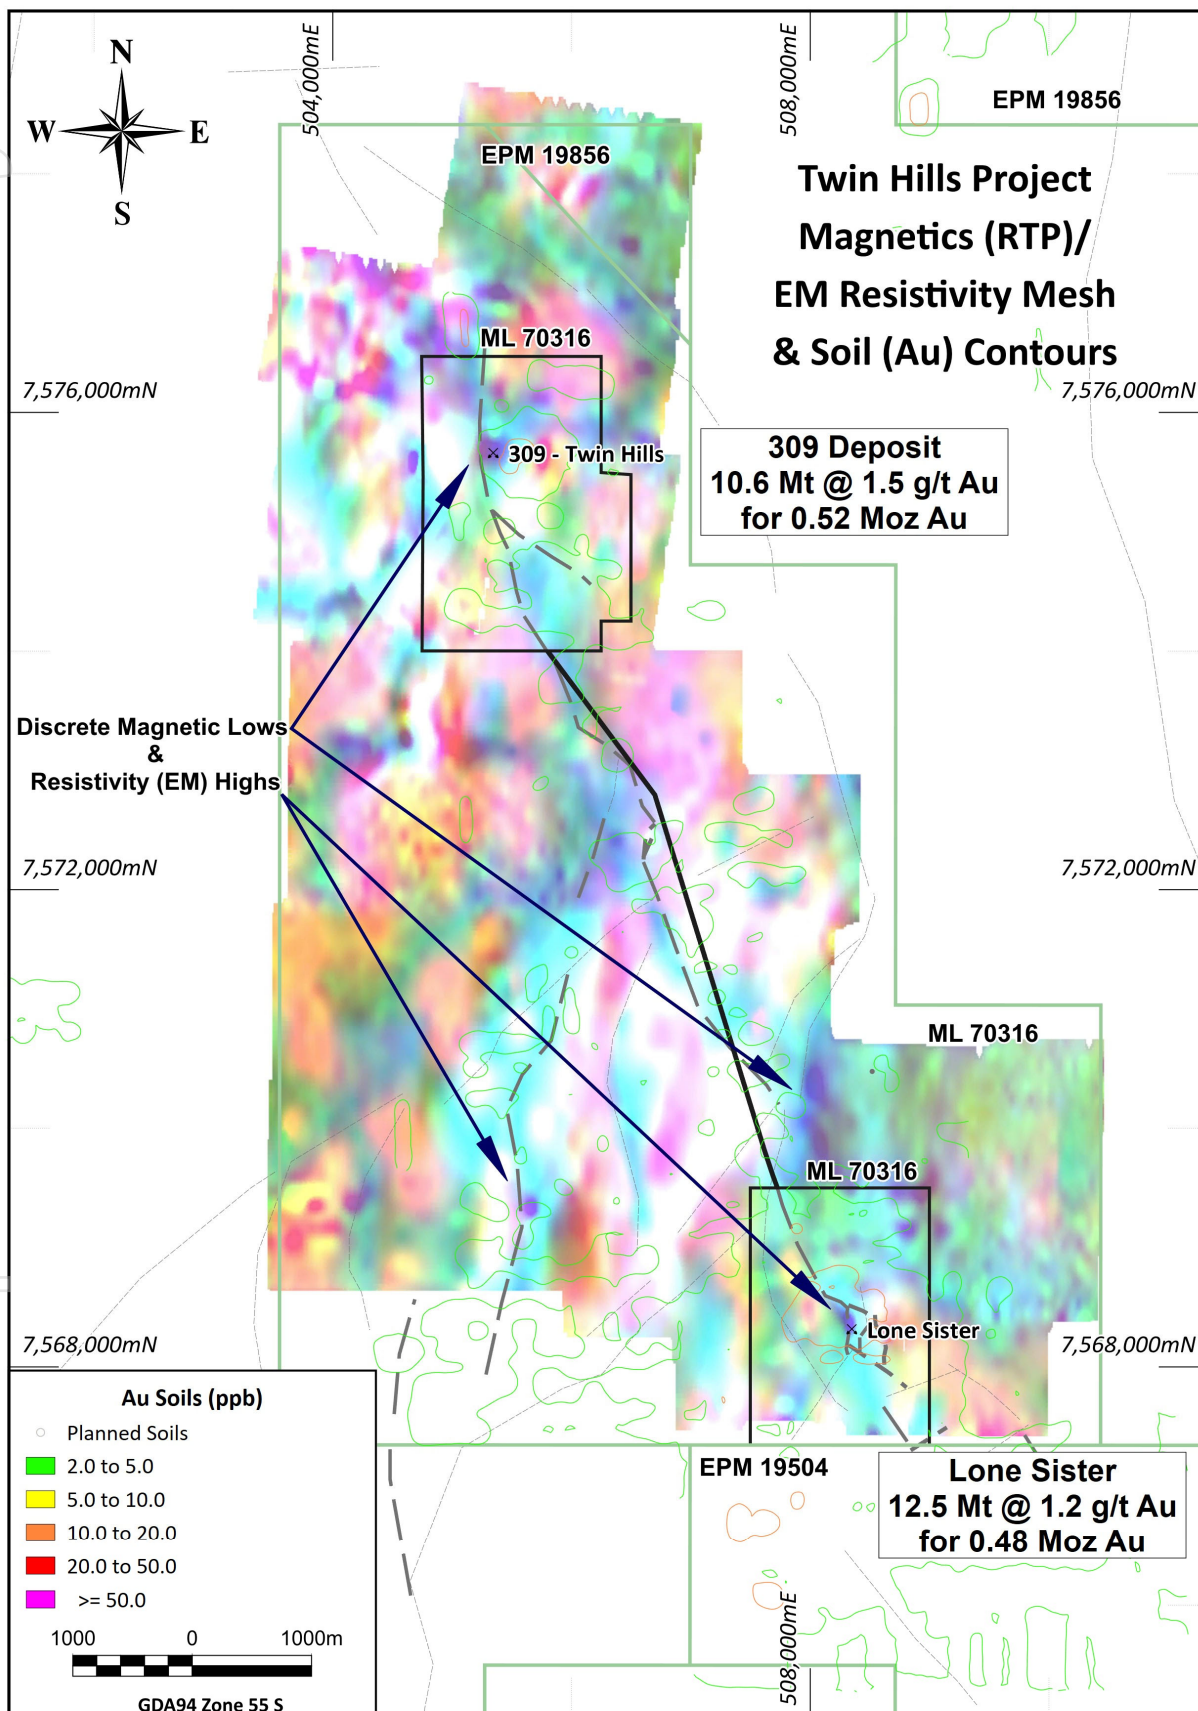 N
W E
S
504,000mE
508,000mE
EPM 19856
EPM 19856
Twin Hills Project
Magnetics (RTP)/
EM Resistivity Mesh
& Soil (Au) Contours
ML 70316
7,576,000mN
7,576,000mN
309 - Twin Hills
309 Deposit
10.6 Mt @ 1.5 g/t Au
for 0.52 Moz Au
Discrete Magnetic Lows
&
Resistivity (EM) Highs
7,572,000mN
7,572,000mN
ML 70316
ML 70316
Lone Sister
7,568,000mN
7,568,000mN
EPM 19504
Lone Sister
12.5 Mt @ 1.2 g/t Au
for 0.48 Moz Au
508,000mE
Au Soils (ppb)
Planned Soils
2.0 to 5.0
5.0 to 10.0
10.0 to 20.0
20.0 to 50.0
>= 50.0
1000 0 1000m
GDA94 Zone 55 S